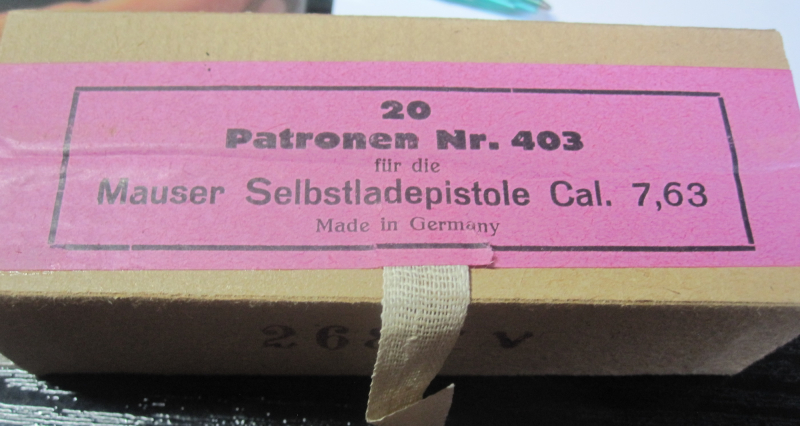 20
Patronen Nr. 403
für die
Mauser Selbstladepistole Cal. 7,63
Made in Germany